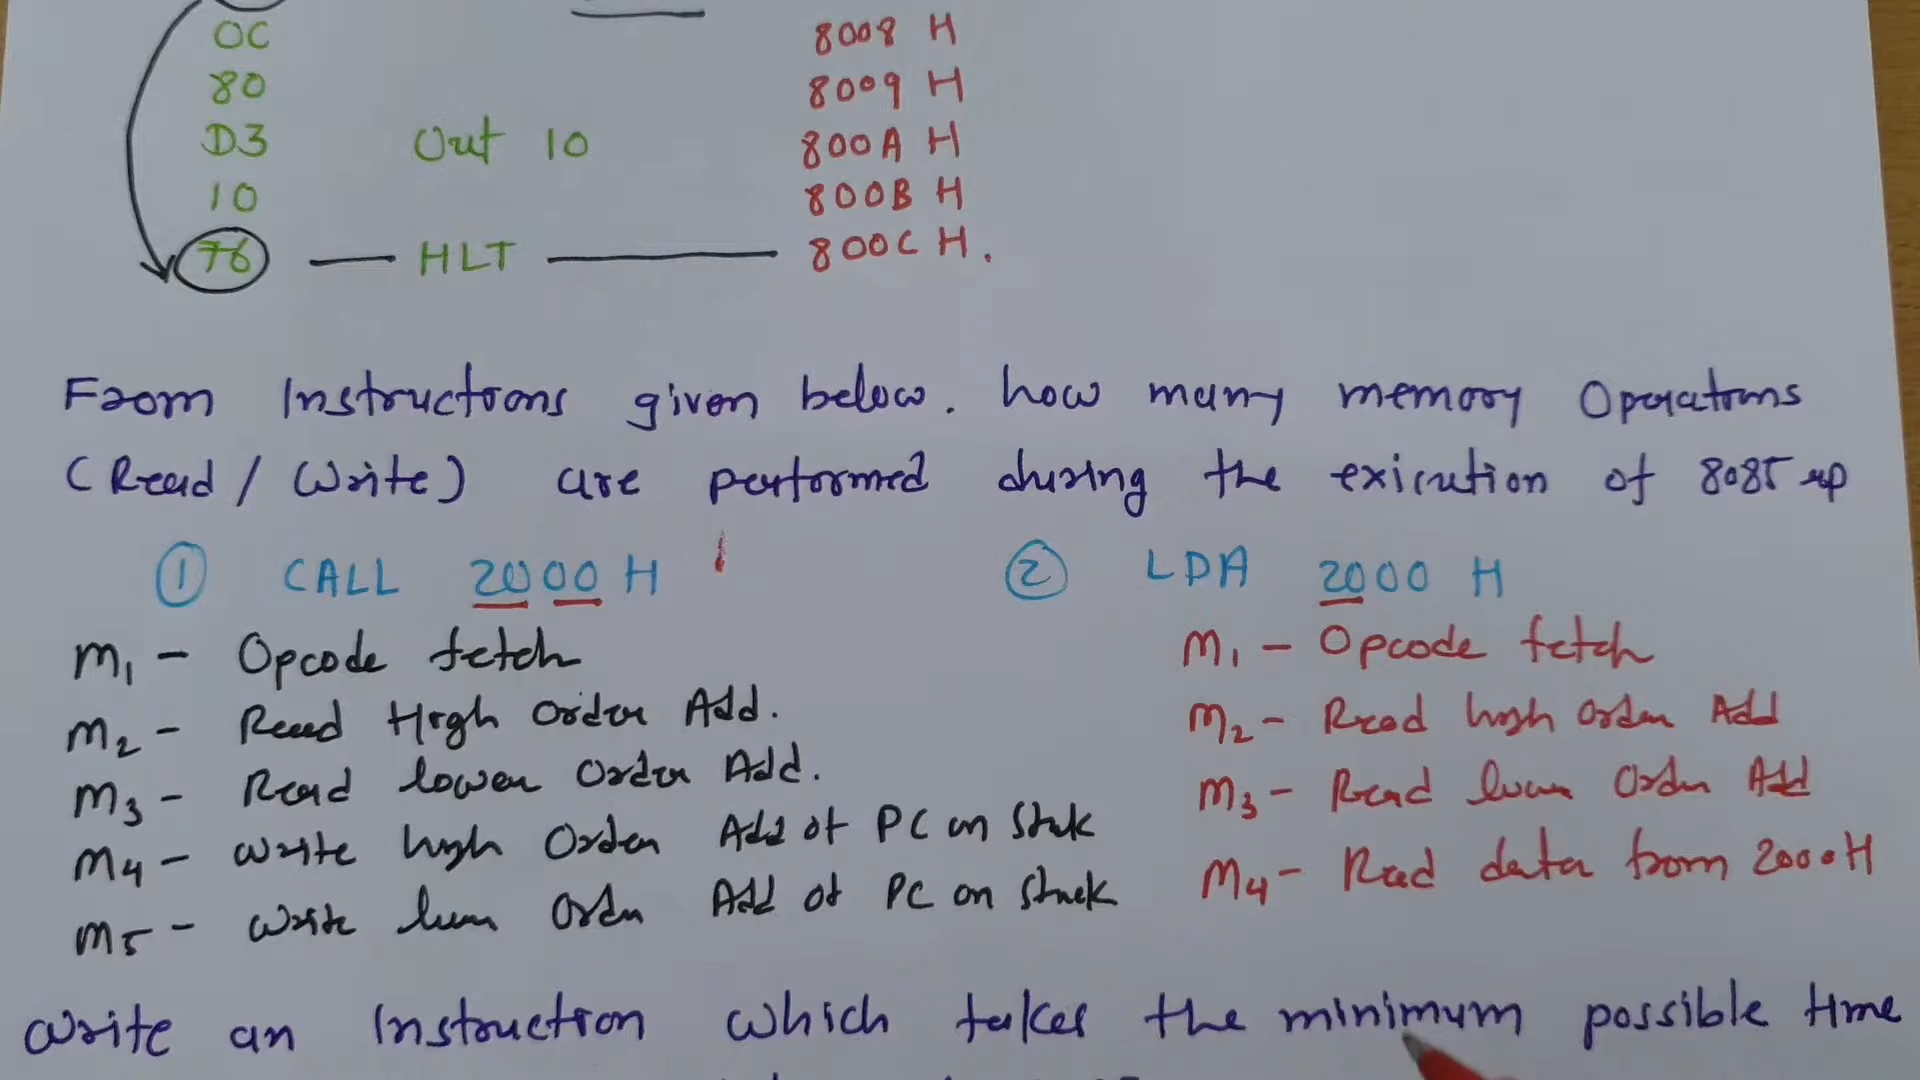 0C 8008 H
80 8009 H
D3 Out 10 800A H
10 800B H
76 — HLT — 800C H.
From Instructions given below. how many memory Operations
(Read / Write) are performed during the exicution of 8085 μp
① CALL 2000 H
② LDA 2000 H
M1 - Opcode fetch
M2 - Read High Order Add.
M3 - Read lower Order Add.
M4 - Write high Order Add of PC on Stack
M5 - Write lower Order Add of PC on Stack
M1 - Opcode fetch
M2 - Read high Order Add
M3 - Read lower Order Add
M4 - Read data from 2000H
Write an Instruction which takes the minimum possible time